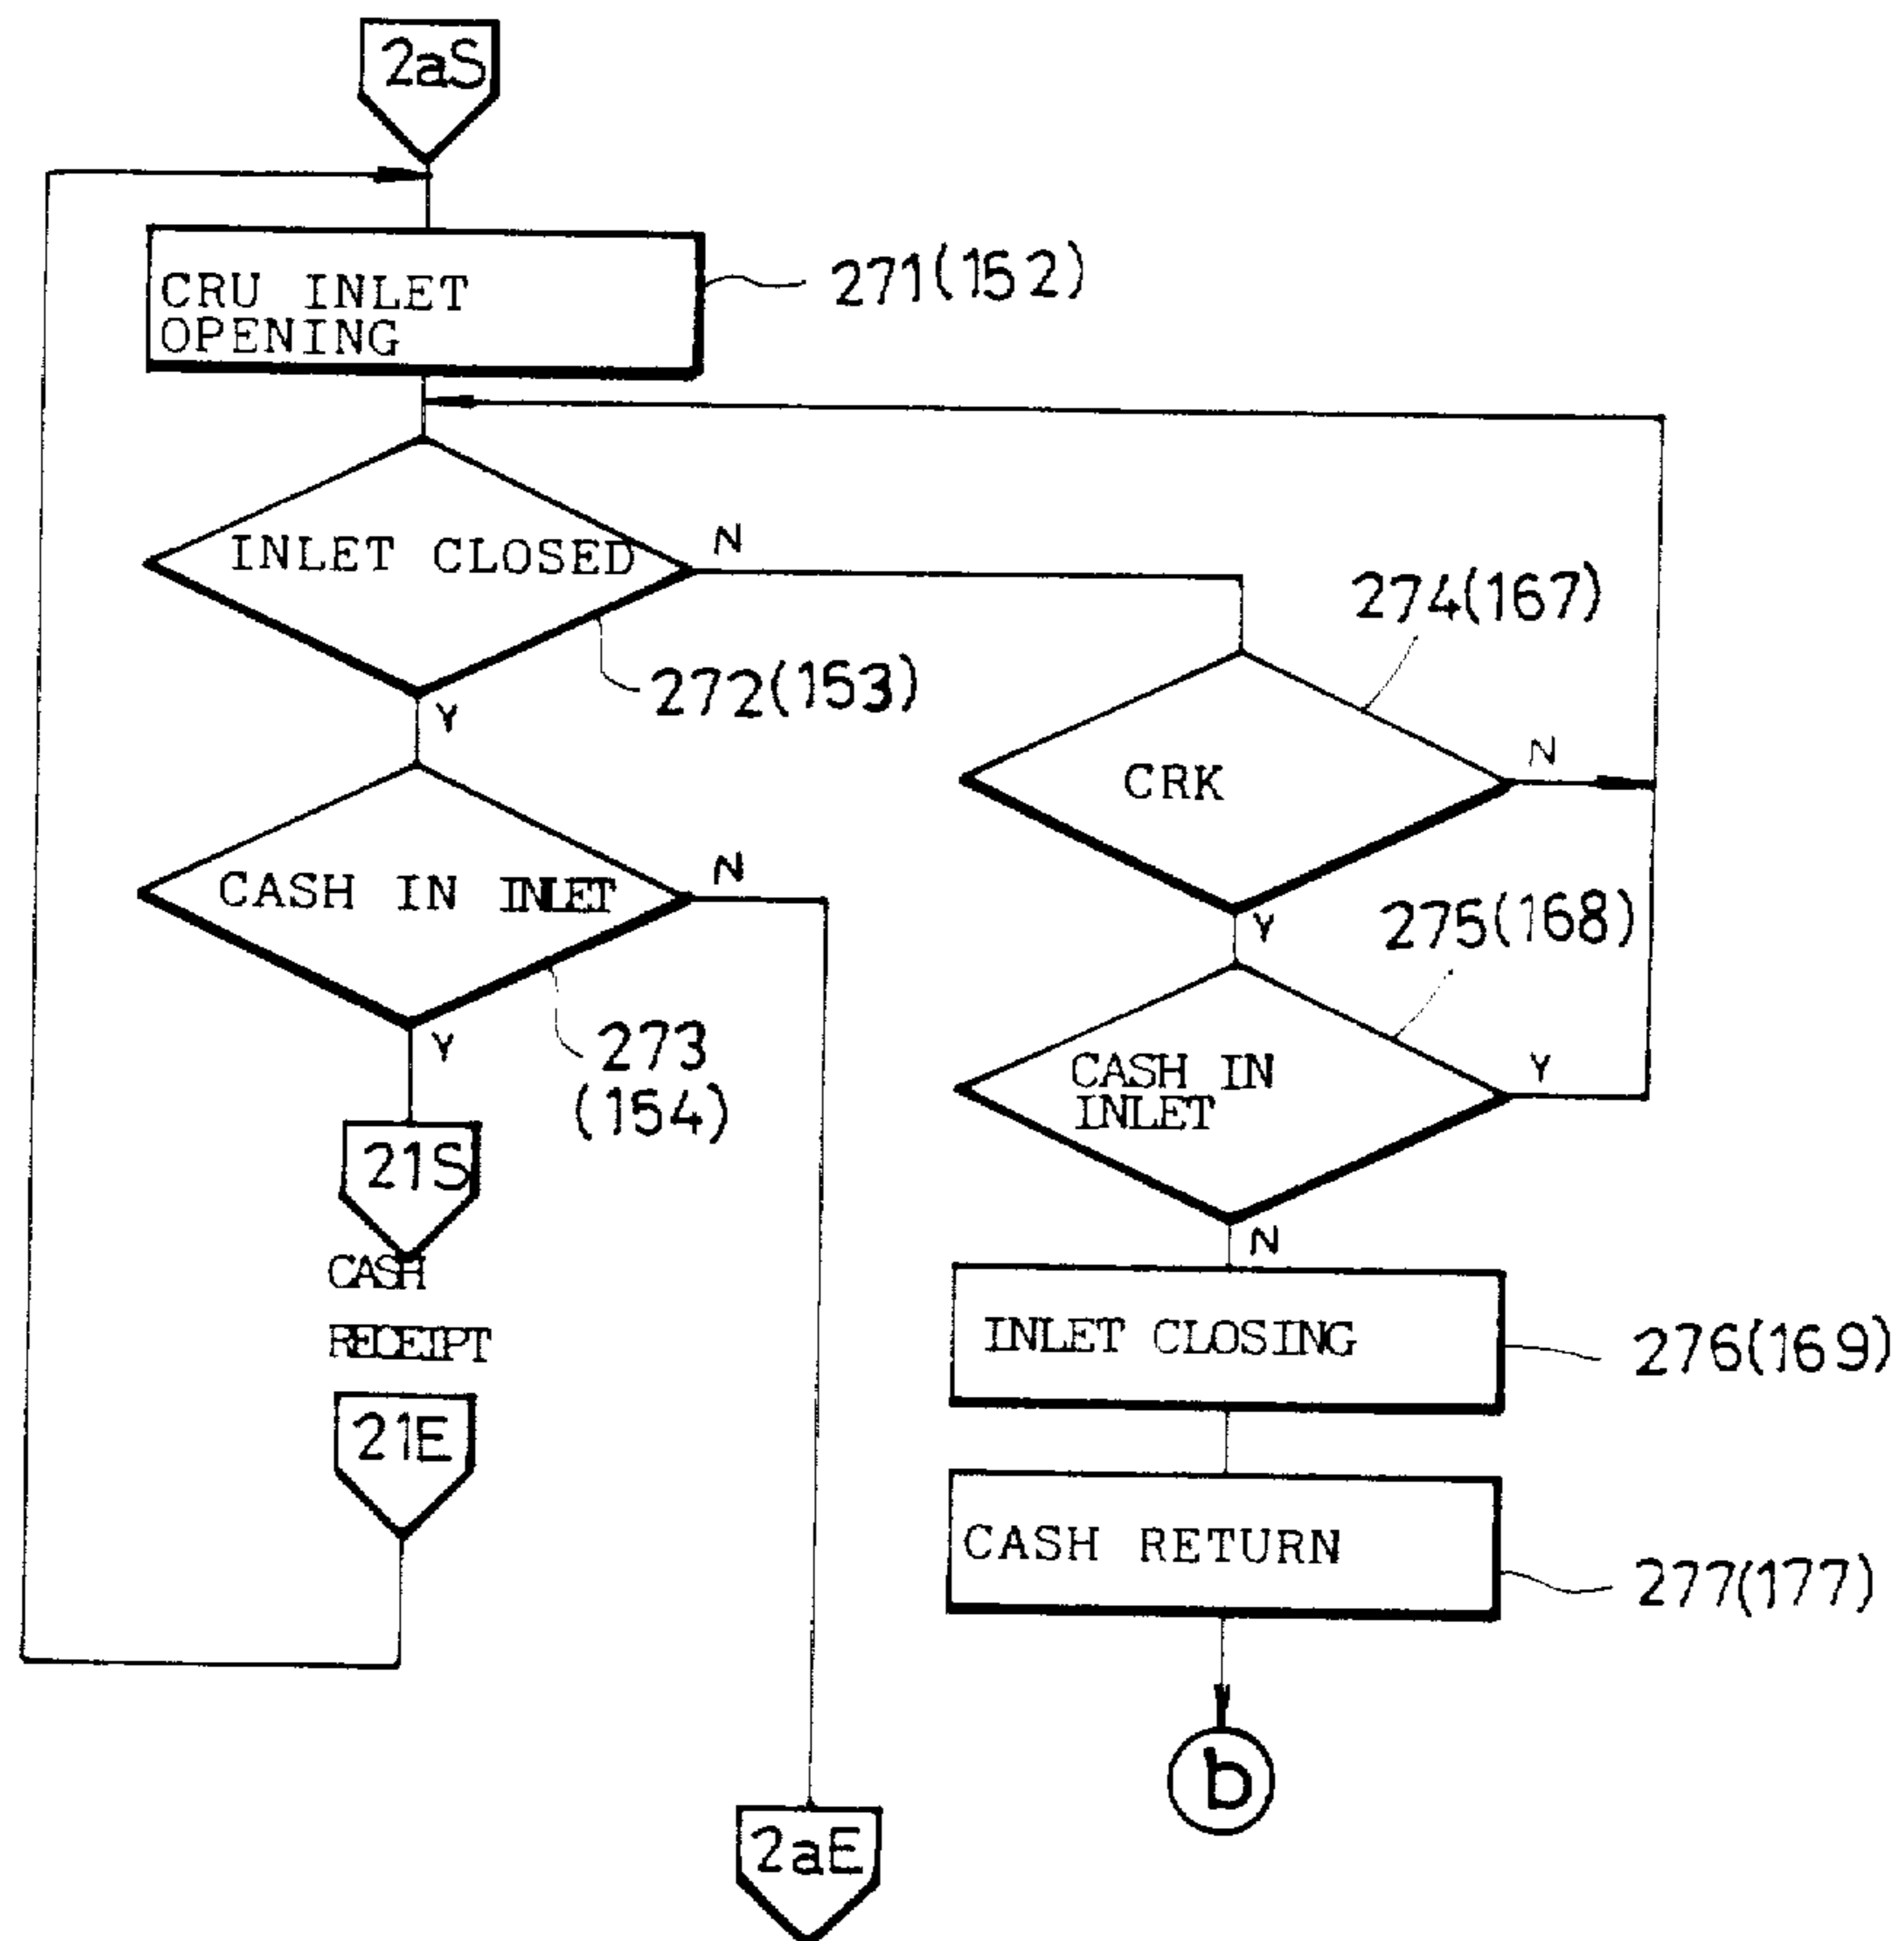 2aS
CRU INLET
OPENING
271(152)
INLET CLOSED
N
272(153)
Y
CASH IN INLET
N
273
(154)
Y
21S
CASH
RECEIPT
21E
2aE
274(167)
CRK
N
Y
275(168)
CASH IN
INLET
Y
N
INLET CLOSING
276(169)
CASH RETURN
277(177)
b